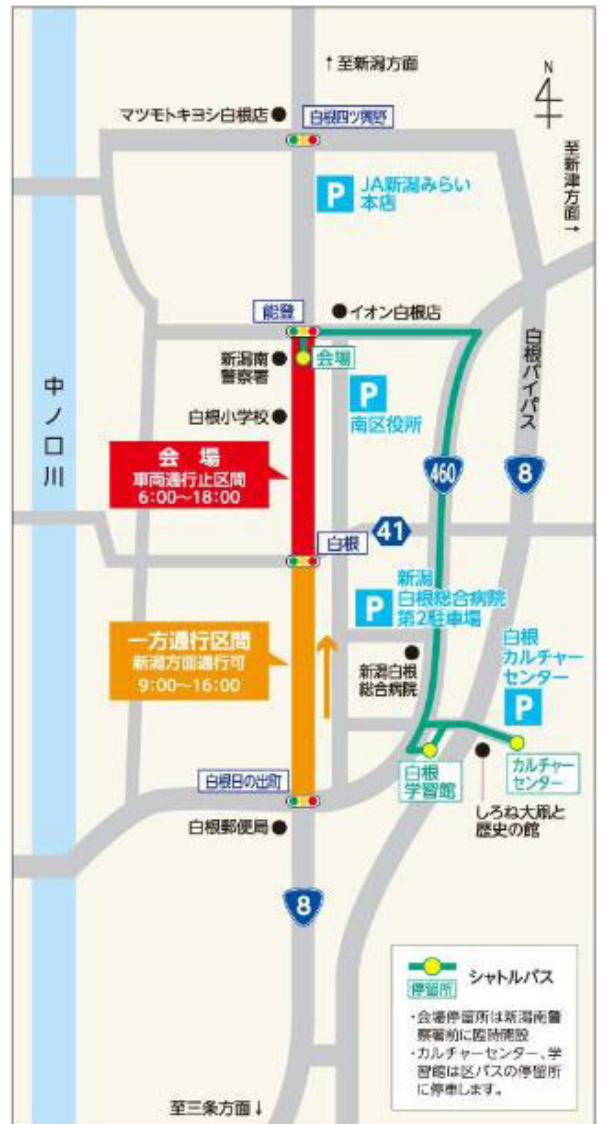 ↑至新潟方面
N
マツモトキヨシ白根店
白根四ツ興野
至新津方面→
P
JA新潟みらい
本店
能登
イオン白根店
新潟南
警察署
会場
白根バイパス
中ノ口川
P
南区役所
白根小学校
会場
車両通行止区間
6:00〜18:00
460
8
白根
41
新潟
白根総合病院
第2駐車場
P
一方通行区間
新潟方面通行可
9:00〜16:00
新潟白根
総合病院
白根
カルチャー
センター
P
白根日の出町
白根
学習館
カルチャー
センター
しろね大凧と
歴史の館
白根郵便局
8
停留所
シャトルバス
・会場停留所は新潟南警
察署前に臨時開設
・カルチャーセンター、学
習館は区バスの停留所
に停車します。
至三条方面↓